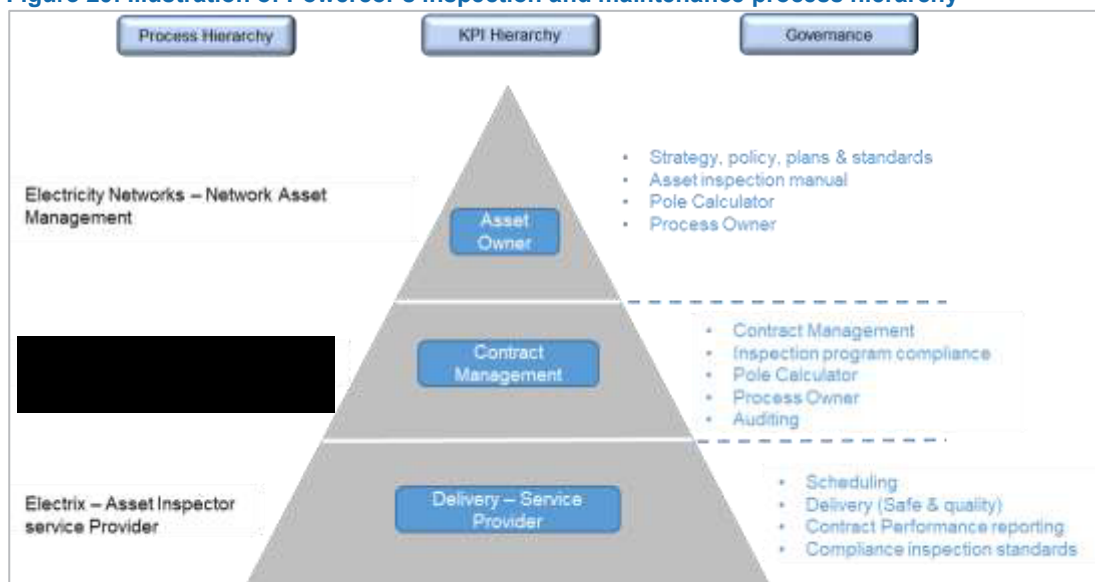 Process Hierarchy
KPI Hierarchy
Governance
Electricity Networks – Network Asset
Management
Asset
Owner
• Strategy, policy, plans & standards
• Asset inspection manual
• Pole Calculator
• Process Owner
Contract
Management
• Contract Management
• Inspection program compliance
• Pole Calculator
• Process Owner
• Auditing
Electrix – Asset Inspector
service Provider
Delivery – Service
Provider
• Scheduling
• Delivery (Safe & quality)
• Contract Performance reporting
• Compliance inspection standards